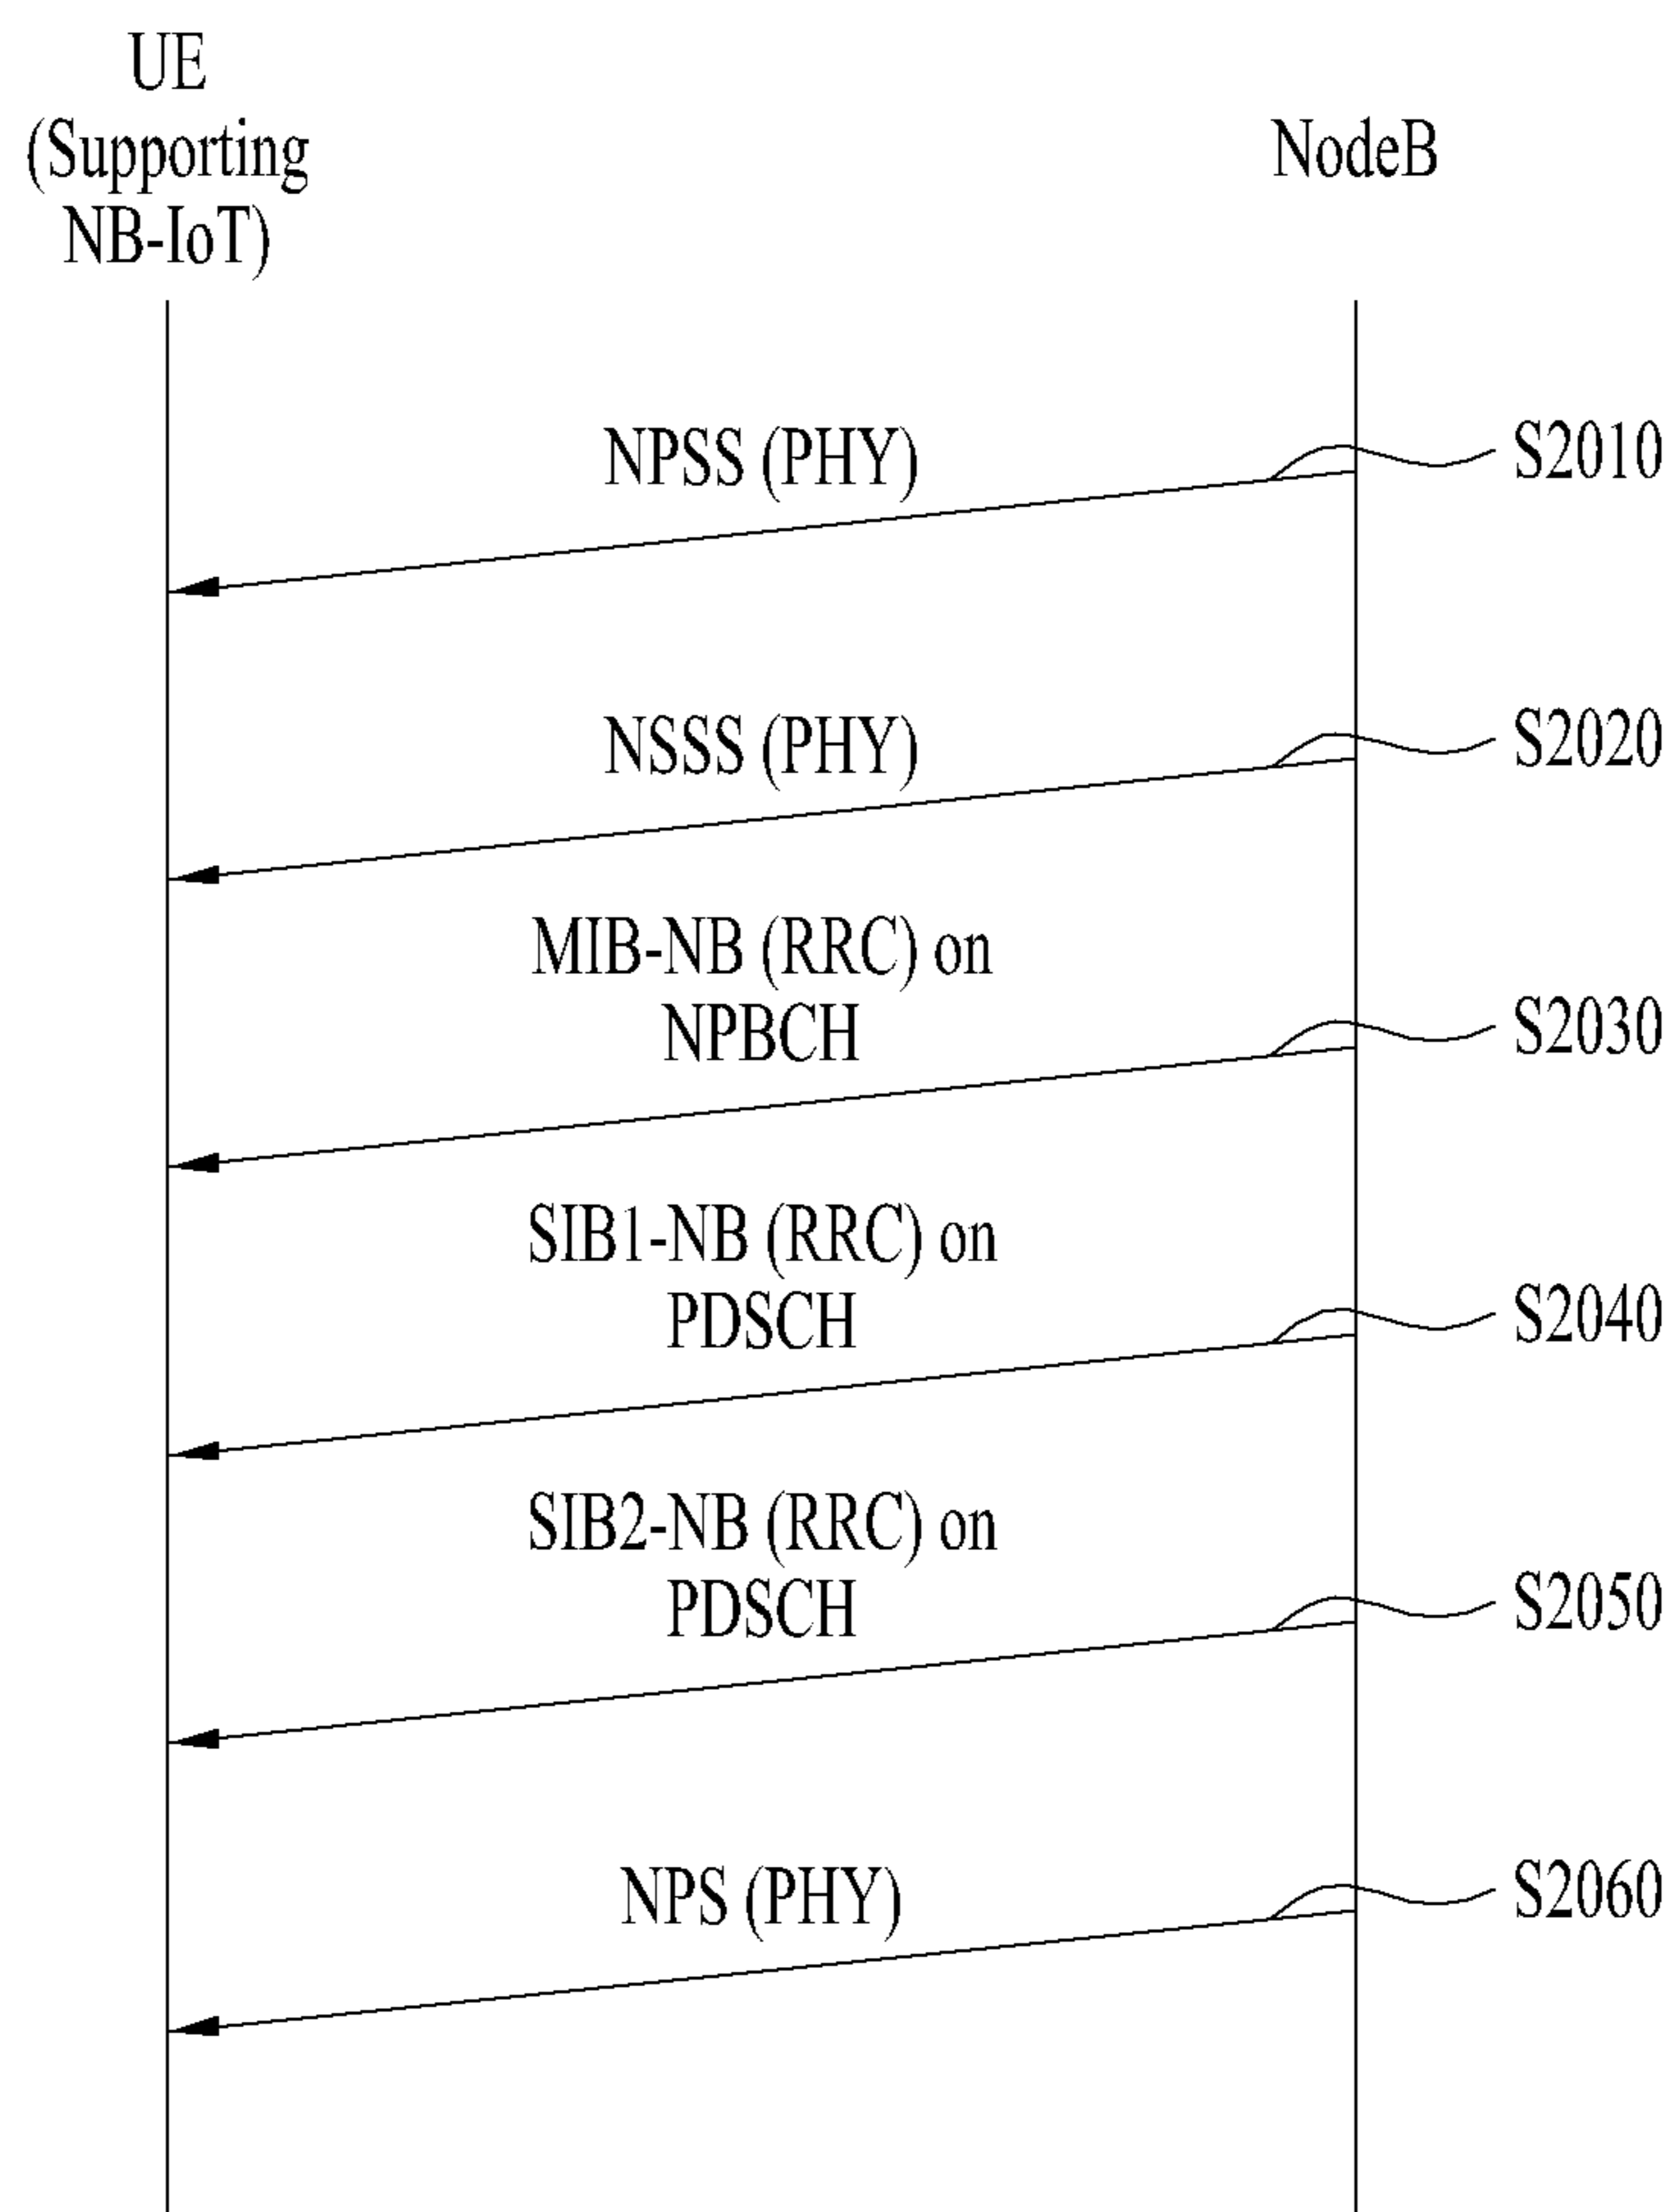 UE
(Supporting
NB-IoT)
NodeB
NPSS (PHY)
S2010
NSSS (PHY)
S2020
MIB-NB (RRC) on
NPBCH
S2030
SIB1-NB (RRC) on
PDSCH
S2040
SIB2-NB (RRC) on
PDSCH
S2050
NPS (PHY)
S2060